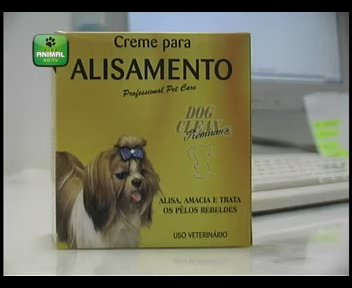 ANIMAL
Creme para
ALISAMENTO
Professional Pet Care
DOG
CLEAN
Premium®
ALISA, AMACIA E TRATA
OS PÊLOS REBELDES
USO VETERINÁRIO